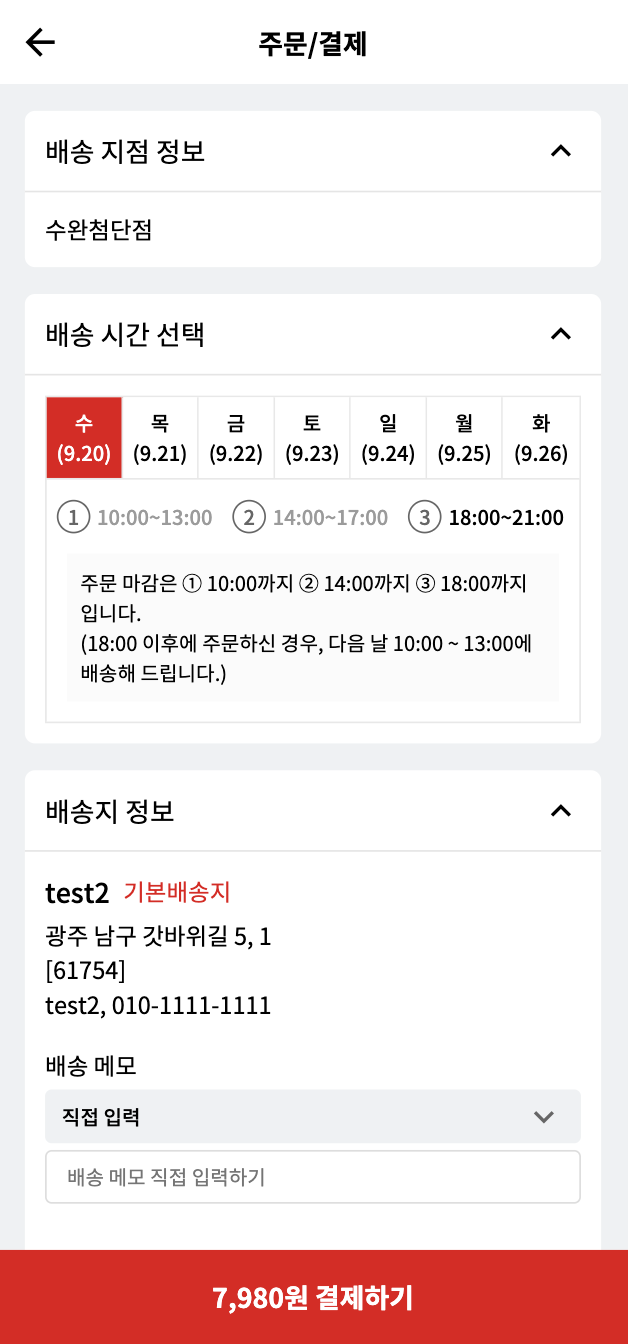 주문/결제
배송 지점 정보
수완첨단점
배송 시간 선택
수 목 금 토 일 월 화
(9.20) (9.21) (9.22) (9.23) (9.24) (9.25) (9.26)
① 10:00~13:00 ② 14:00~17:00 ③ 18:00~21:00
주문 마감은 ① 10:00까지 ② 14:00까지 ③ 18:00까지
입니다.
(18:00 이후에 주문하신 경우, 다음 날 10:00 ~ 13:00에
배송해 드립니다.)
배송지 정보
test2 기본배송지
광주 남구 갓바위길 5, 1
[61754]
test2, 010-1111-1111
배송 메모
직접 입력
배송 메모 직접 입력하기
7,980원 결제하기